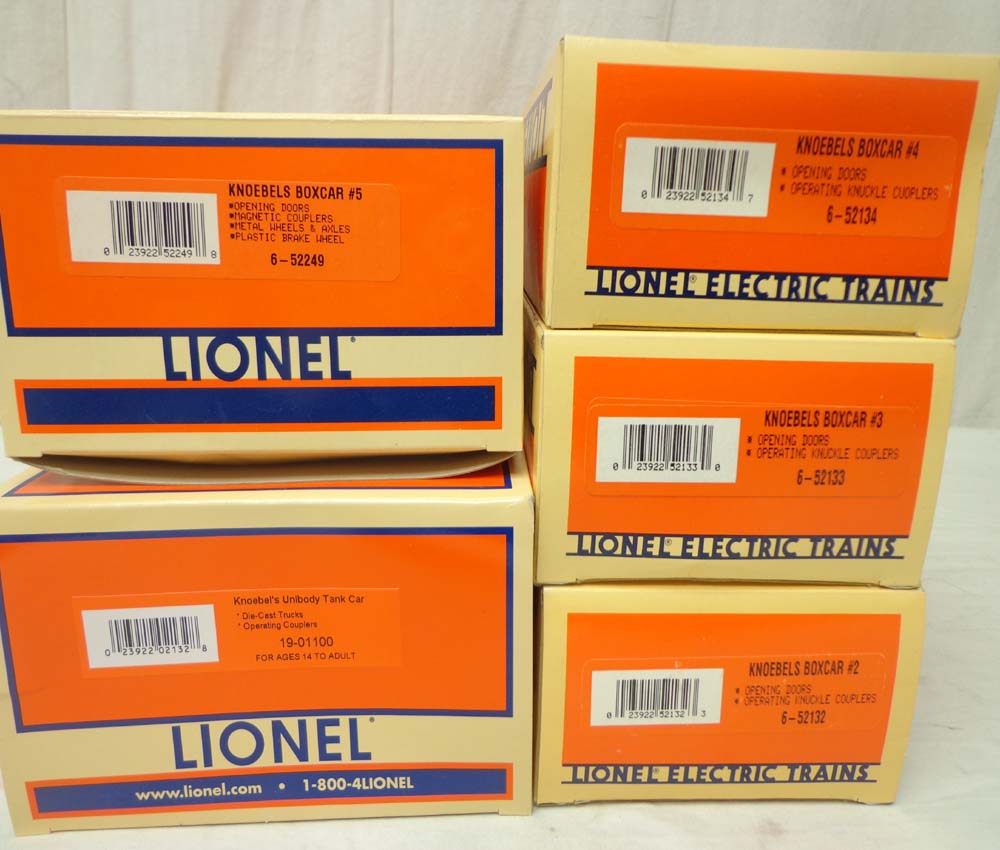 KNOEBELS BOXCAR #5
*OPENING DOORS
*MAGNETIC COUPLERS
*METAL WHEELS & AXLES
*PLASTIC BRAKE WHEEL
6-52249
0 23922 52249 8
LIONEL®
Knoebel's Unibody Tank Car
* Die-Cast Trucks
* Operating Couplers
19-01100
FOR AGES 14 TO ADULT
0 23922 02132 8
LIONEL®
www.lionel.com • 1-800-4LIONEL
KNOEBELS BOXCAR #4
* OPENING DOORS
* OPERATING KNUCKLE CUOPLERS
6-52134
0 23922 52134 7
LIONEL® ELECTRIC TRAINS
KNOEBELS BOXCAR #3
* OPENING DOORS
* OPERATING KNUCKLE COUPLERS
6-52133
0 23922 52133 0
LIONEL® ELECTRIC TRAINS
KNOEBELS BOXCAR #2
* OPENING DOORS
* OPERATING KNUCKLE COUPLERS
6-52132
0 23922 52132 3
LIONEL® ELECTRIC TRAINS